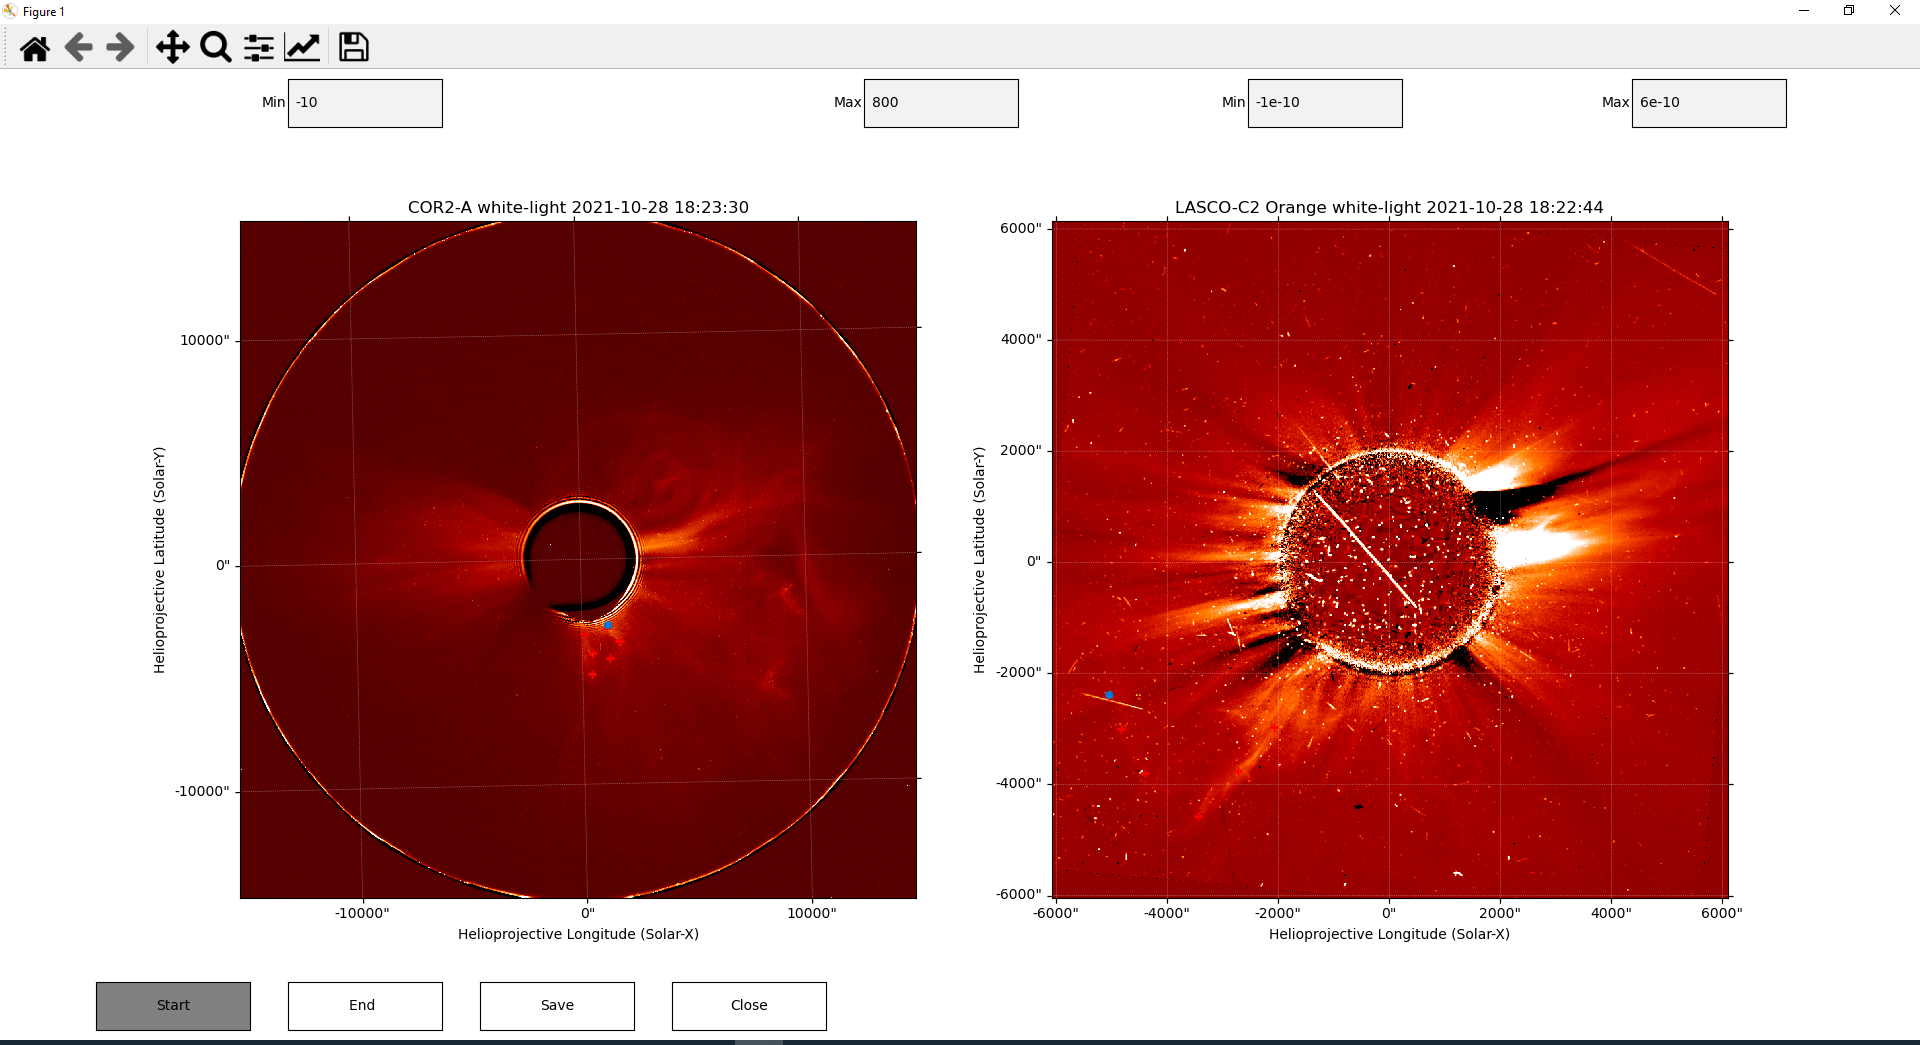 Figure 1
Min -10
Max 800
Min -1e-10
Max 6e-10
COR2-A white-light 2021-10-28 18:23:30
10000"
0"
-10000"
Helioprojective Latitude (Solar-Y)
-10000" 0" 10000"
Helioprojective Longitude (Solar-X)
LASCO-C2 Orange white-light 2021-10-28 18:22:44
6000"
4000"
2000"
0"
-2000"
-4000"
-6000"
Helioprojective Latitude (Solar-Y)
-6000" -4000" -2000" 0" 2000" 4000" 6000"
Helioprojective Longitude (Solar-X)
Start
End
Save
Close